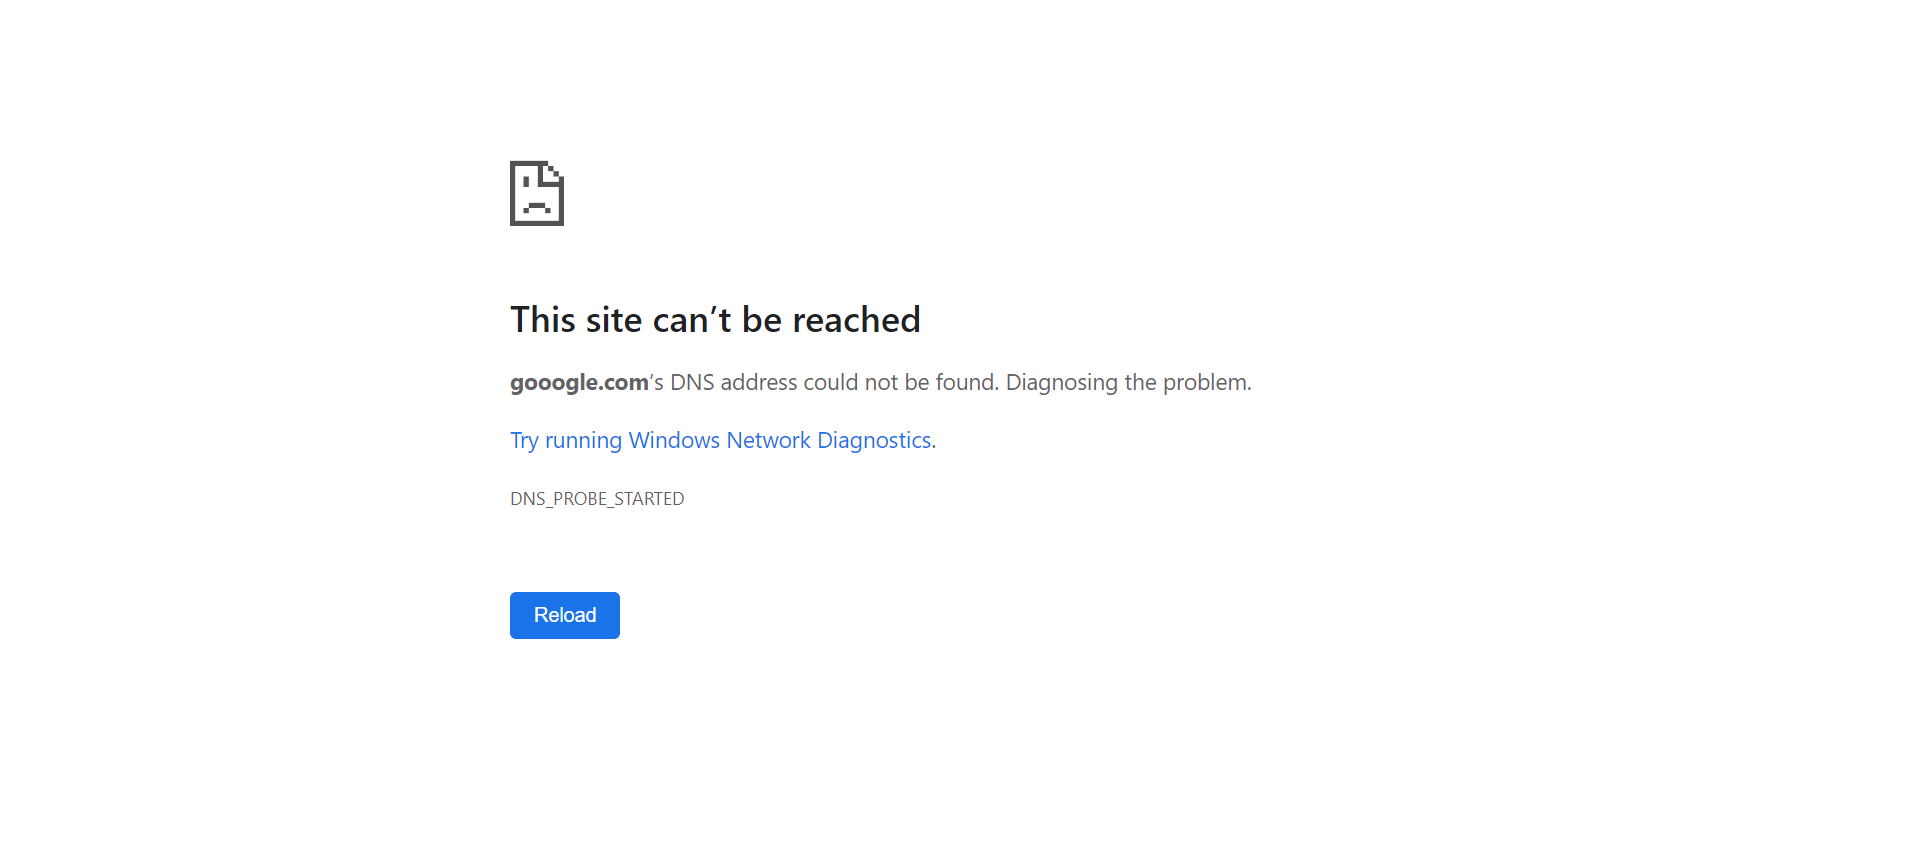 This site can’t be reached
gooogle.com’s DNS address could not be found. Diagnosing the problem.
Try running Windows Network Diagnostics.
DNS_PROBE_STARTED
Reload